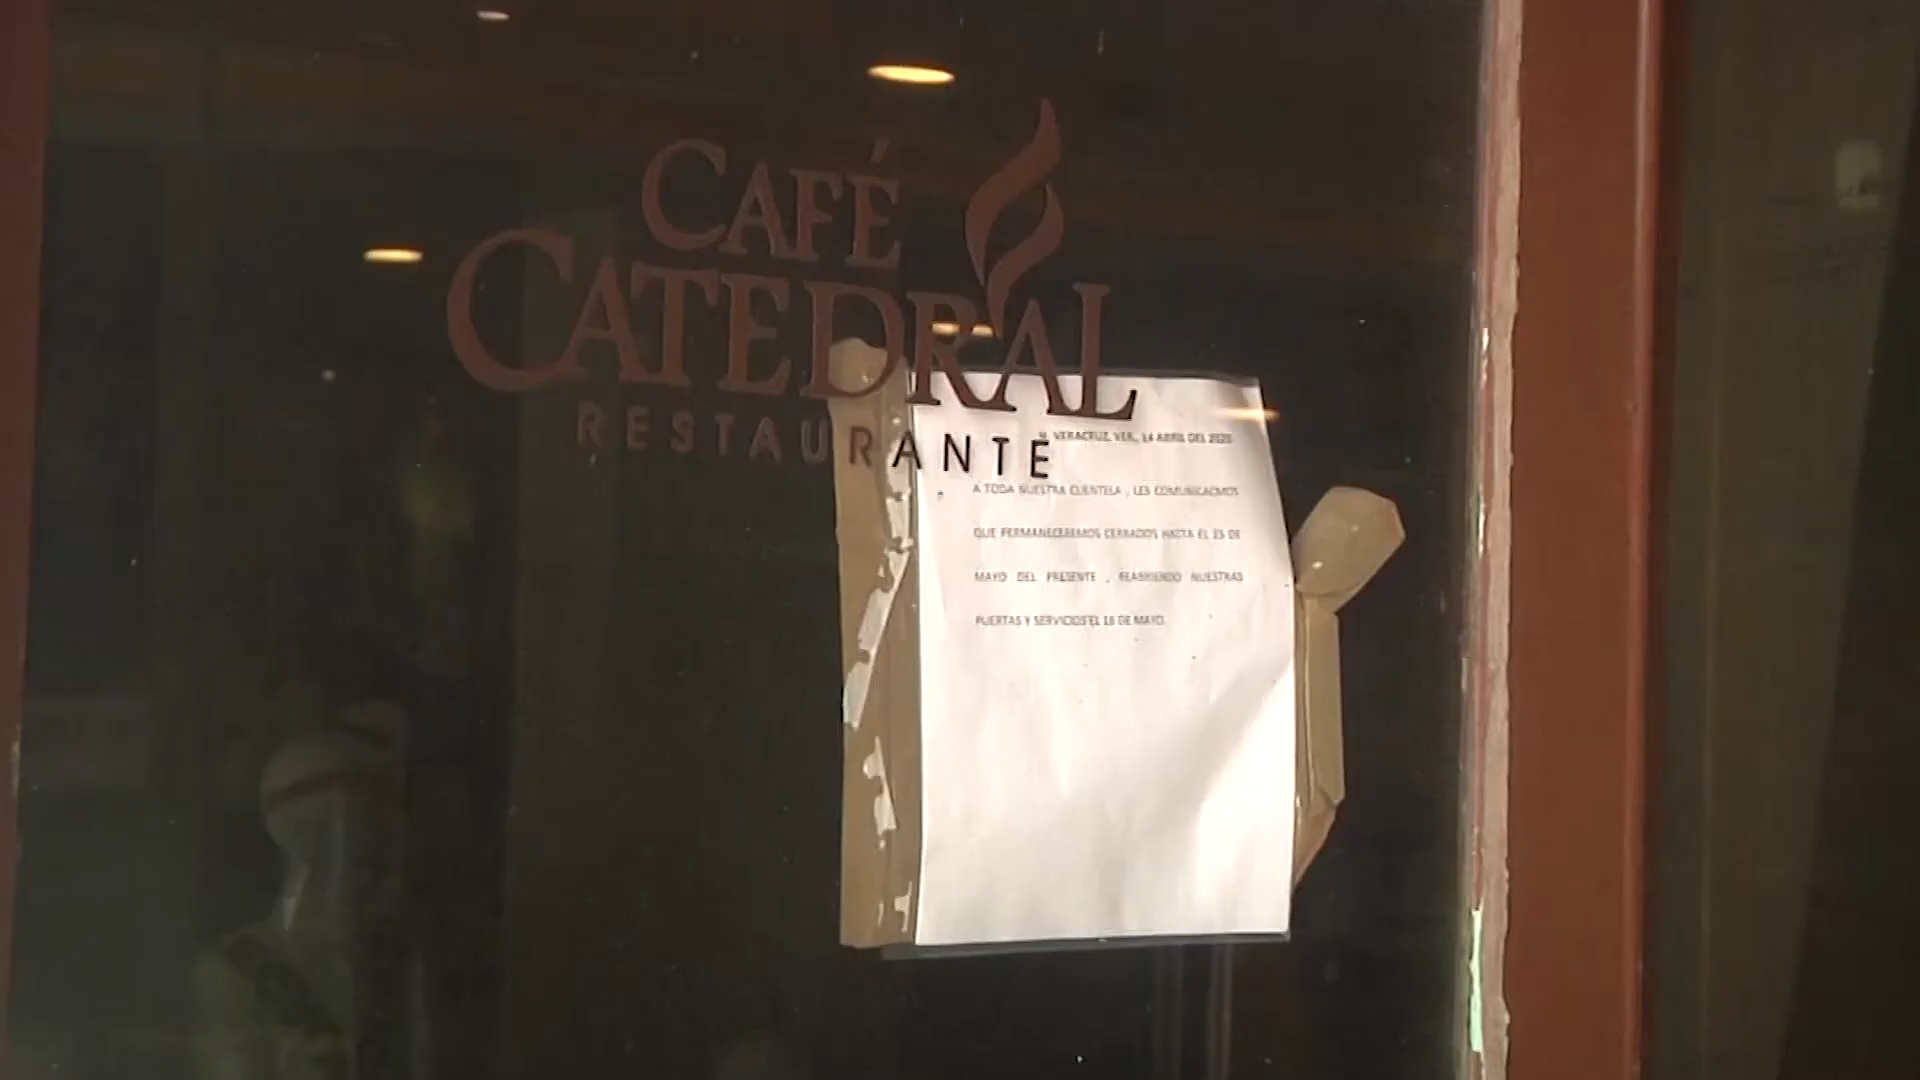 CAFÉ
CATEDRAL
RESTAURANTE
H. VERACRUZ, VER., 14 ABRIL DEL 2020
A TODA NUESTRA CLIENTELA , LES COMUNICACMOS
QUE PERMANECEREMOS CERRADOS HASTA EL 15 DE
MAYO DEL PRESENTE , REABRIENDO NUESTRAS
PUERTAS Y SERVICIOS EL 16 DE MAYO.